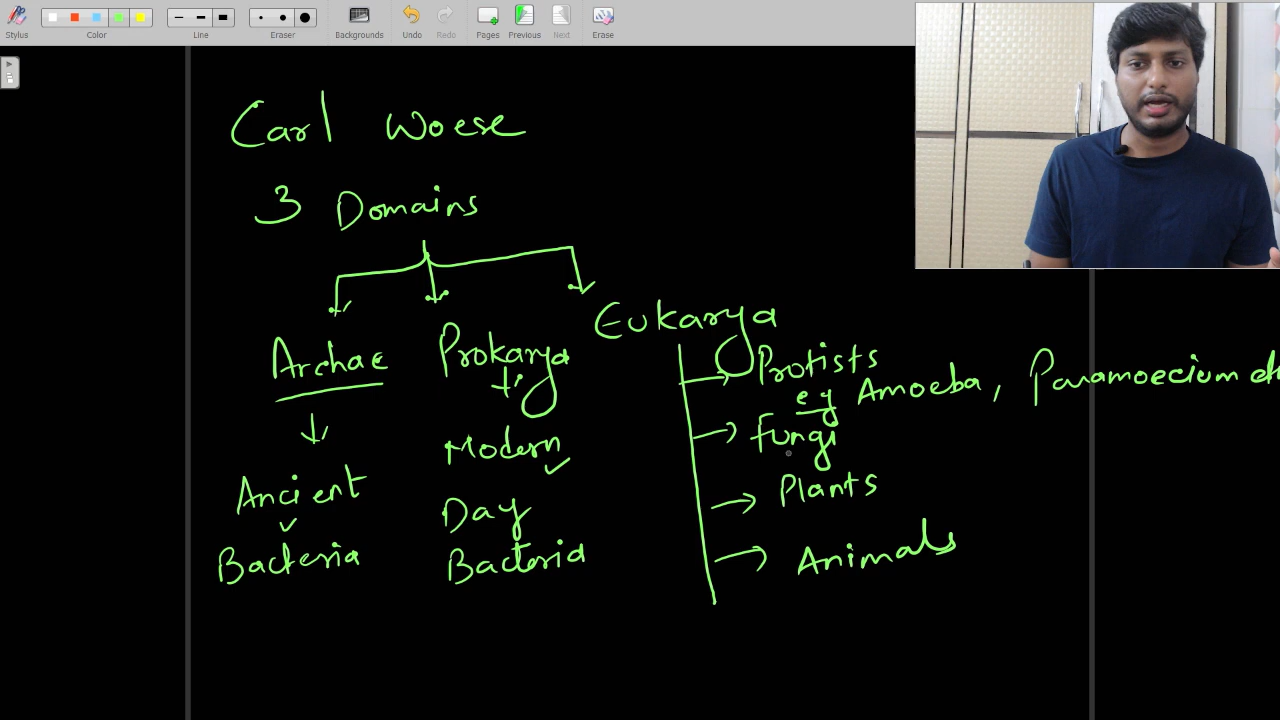 Stylus
Color
Line
Eraser
Backgrounds
Undo
Redo
Pages
Previous
Next
Erase
Carl Woese
3 Domains
Archae
Prokarya
Eukarya
Ancient
Bacteria
Modern
Day
Bacteria
Protists
eg Amoeba, Paramoecium etc
Fungi
Plants
Animals